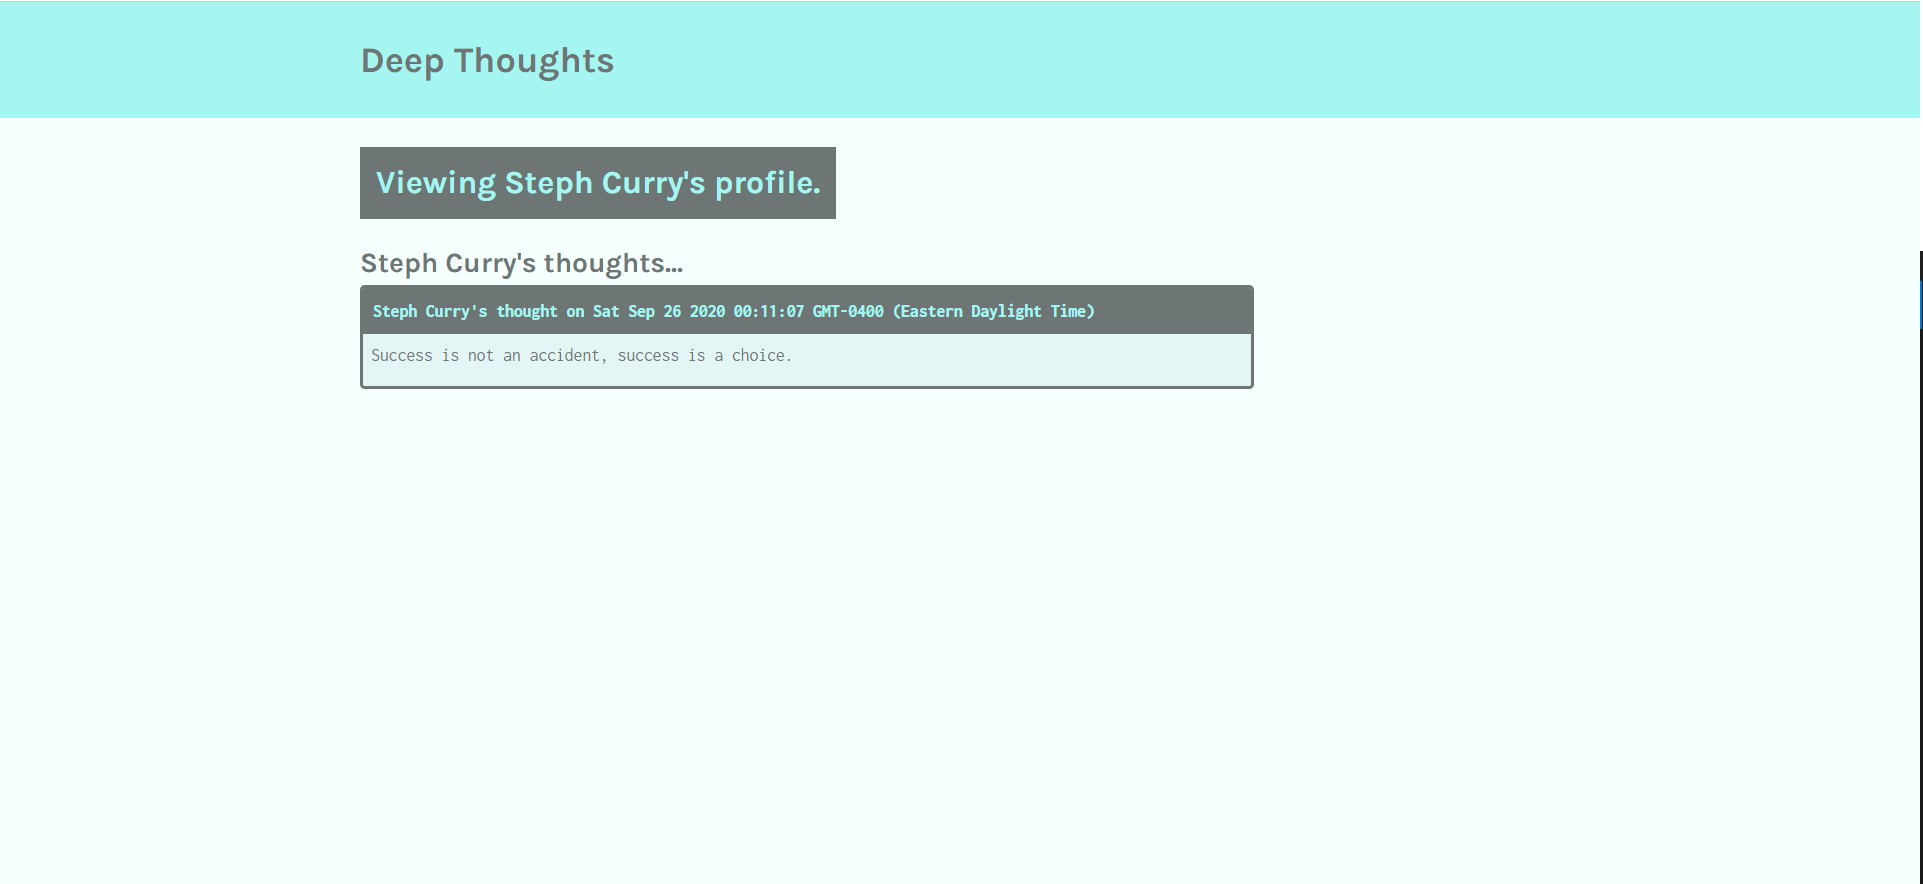 Deep Thoughts
Viewing Steph Curry's profile.
Steph Curry's thoughts...
Steph Curry's thought on Sat Sep 26 2020 00:11:07 GMT-0400 (Eastern Daylight Time)
Success is not an accident, success is a choice.